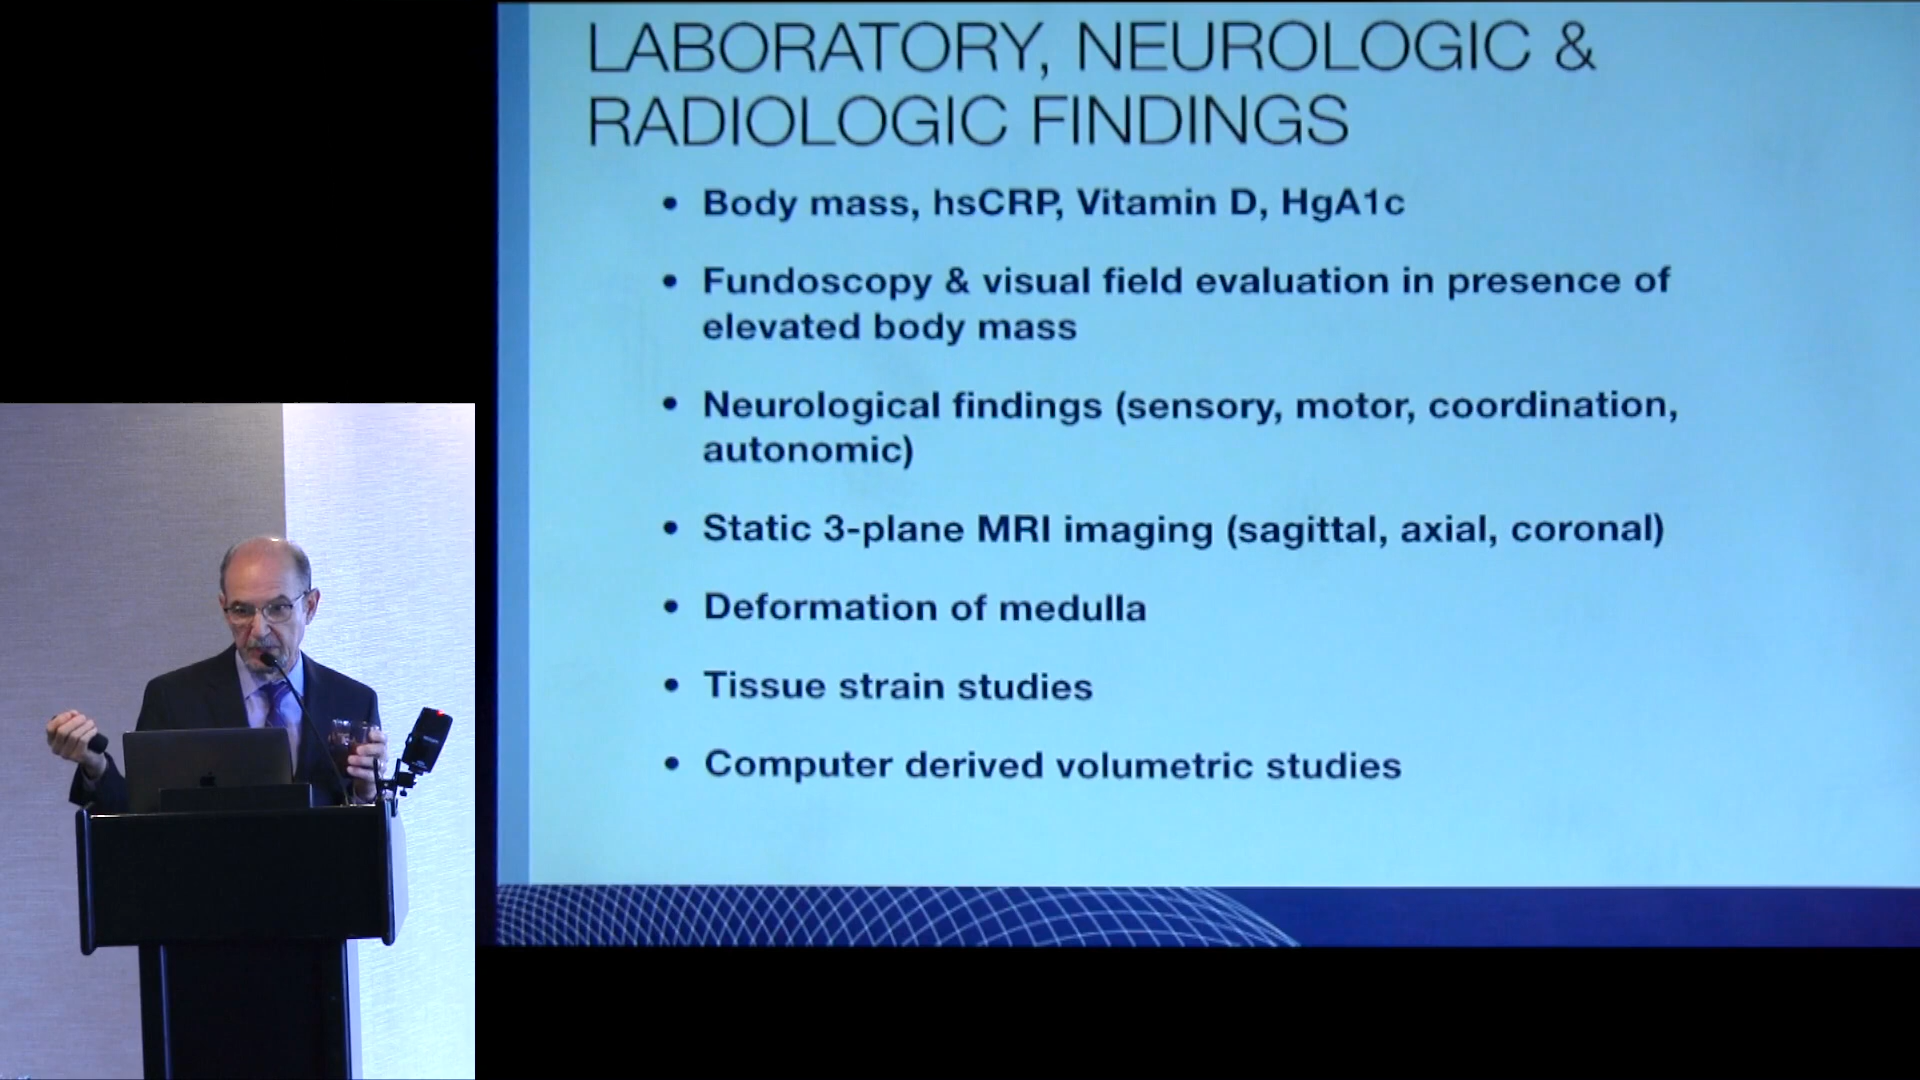 LABORATORY, NEUROLOGIC &
RADIOLOGIC FINDINGS
• Body mass, hsCRP, Vitamin D, HgA1c
• Fundoscopy & visual field evaluation in presence of
elevated body mass
• Neurological findings (sensory, motor, coordination,
autonomic)
• Static 3-plane MRI imaging (sagittal, axial, coronal)
• Deformation of medulla
• Tissue strain studies
• Computer derived volumetric studies